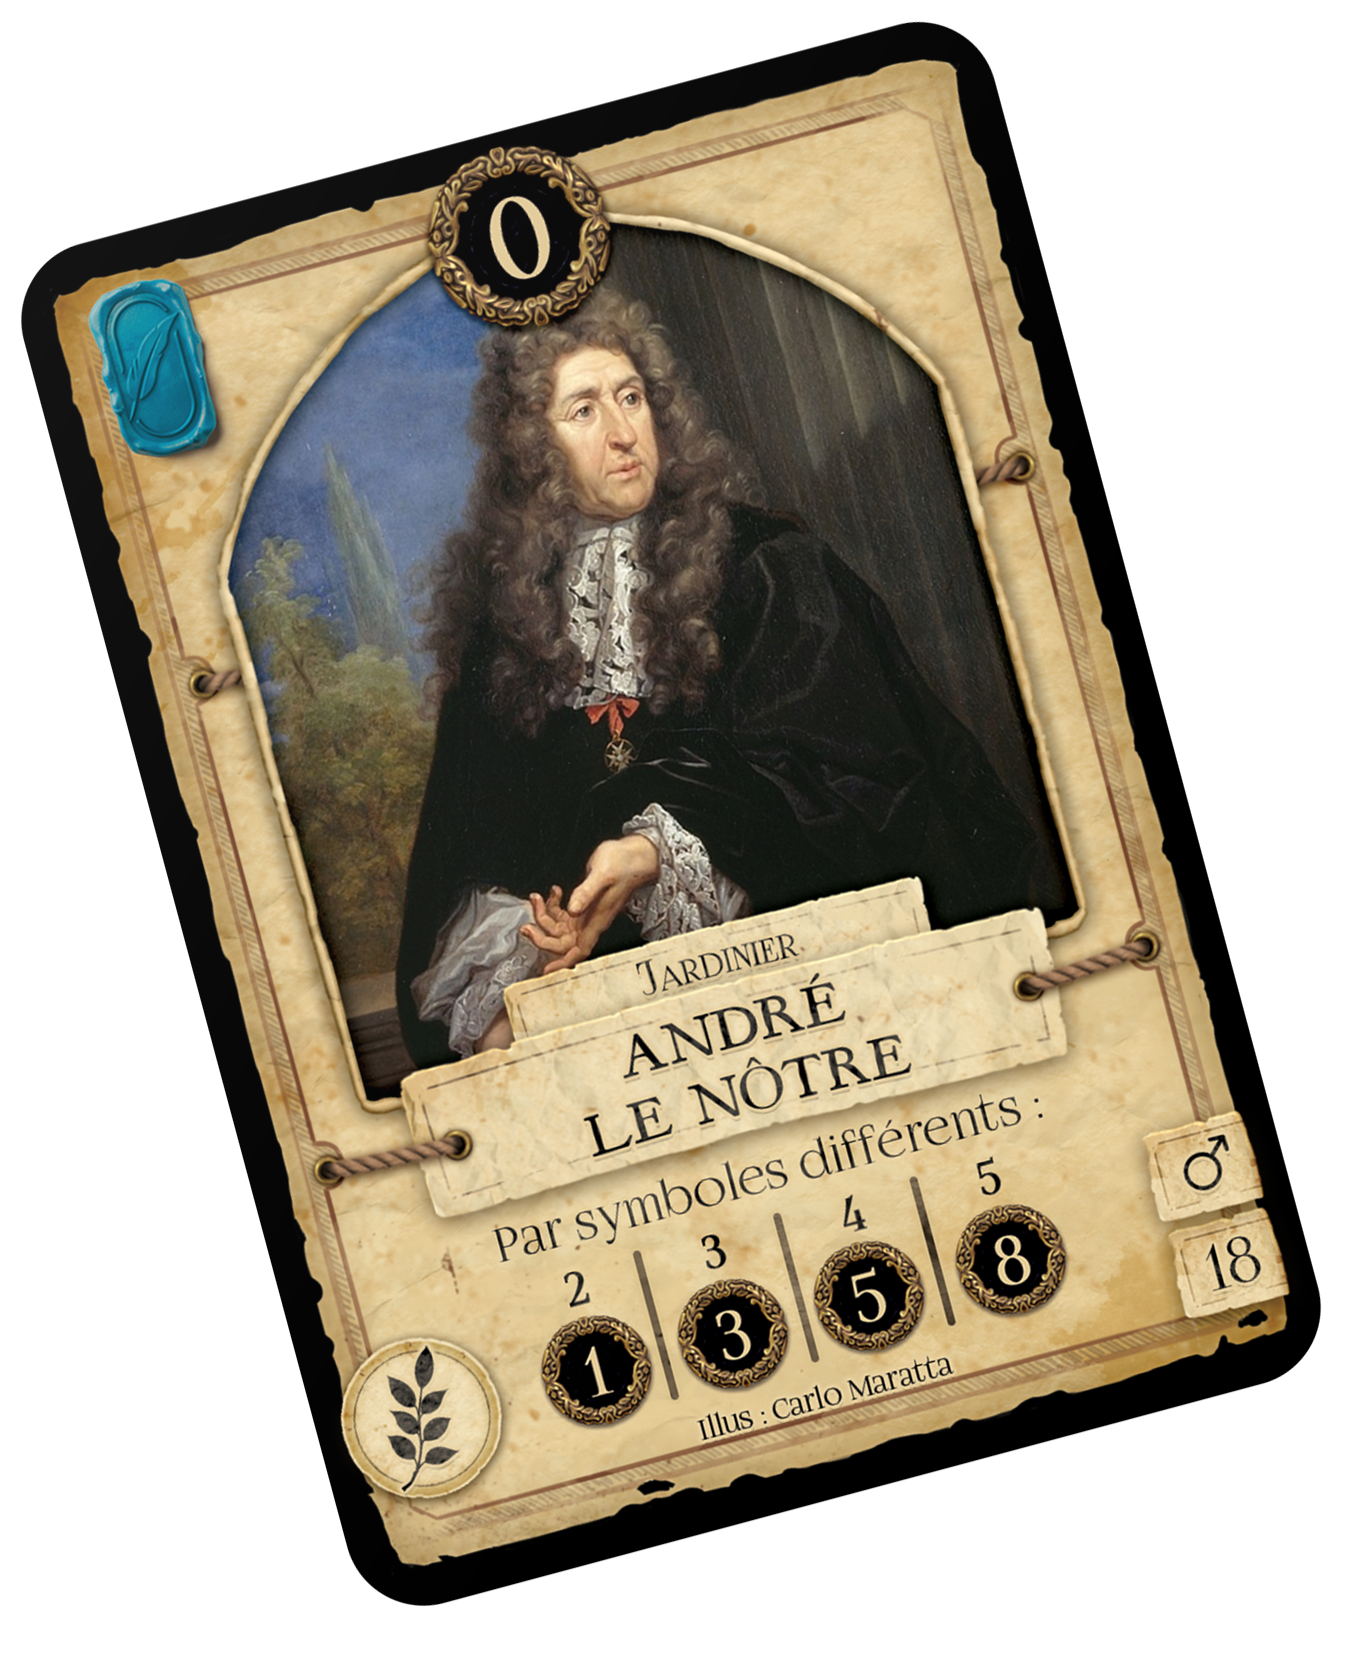 0
JARDINIER
ANDRÉ
LE NÔTRE
Par symboles différents :
2 3 4 5
1 3 5 8
Illus : Carlo Maratta
♂
18